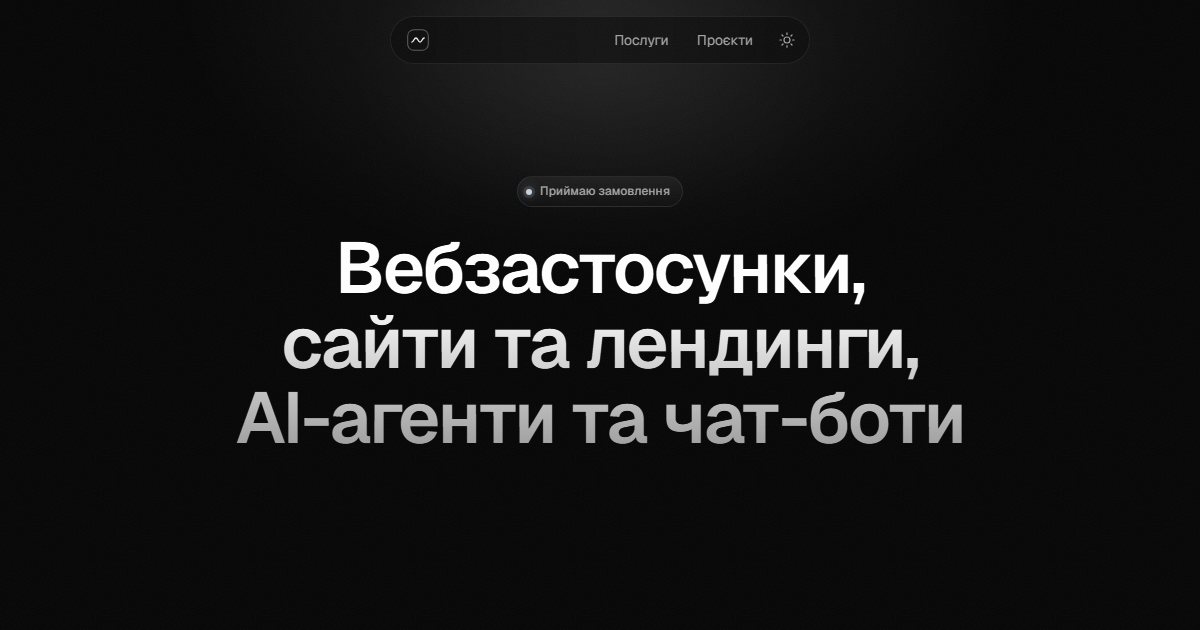 Послуги Проєкти
Приймаю замовлення
Вебзастосунки,
сайти та лендинги,
AI-агенти та чат-боти